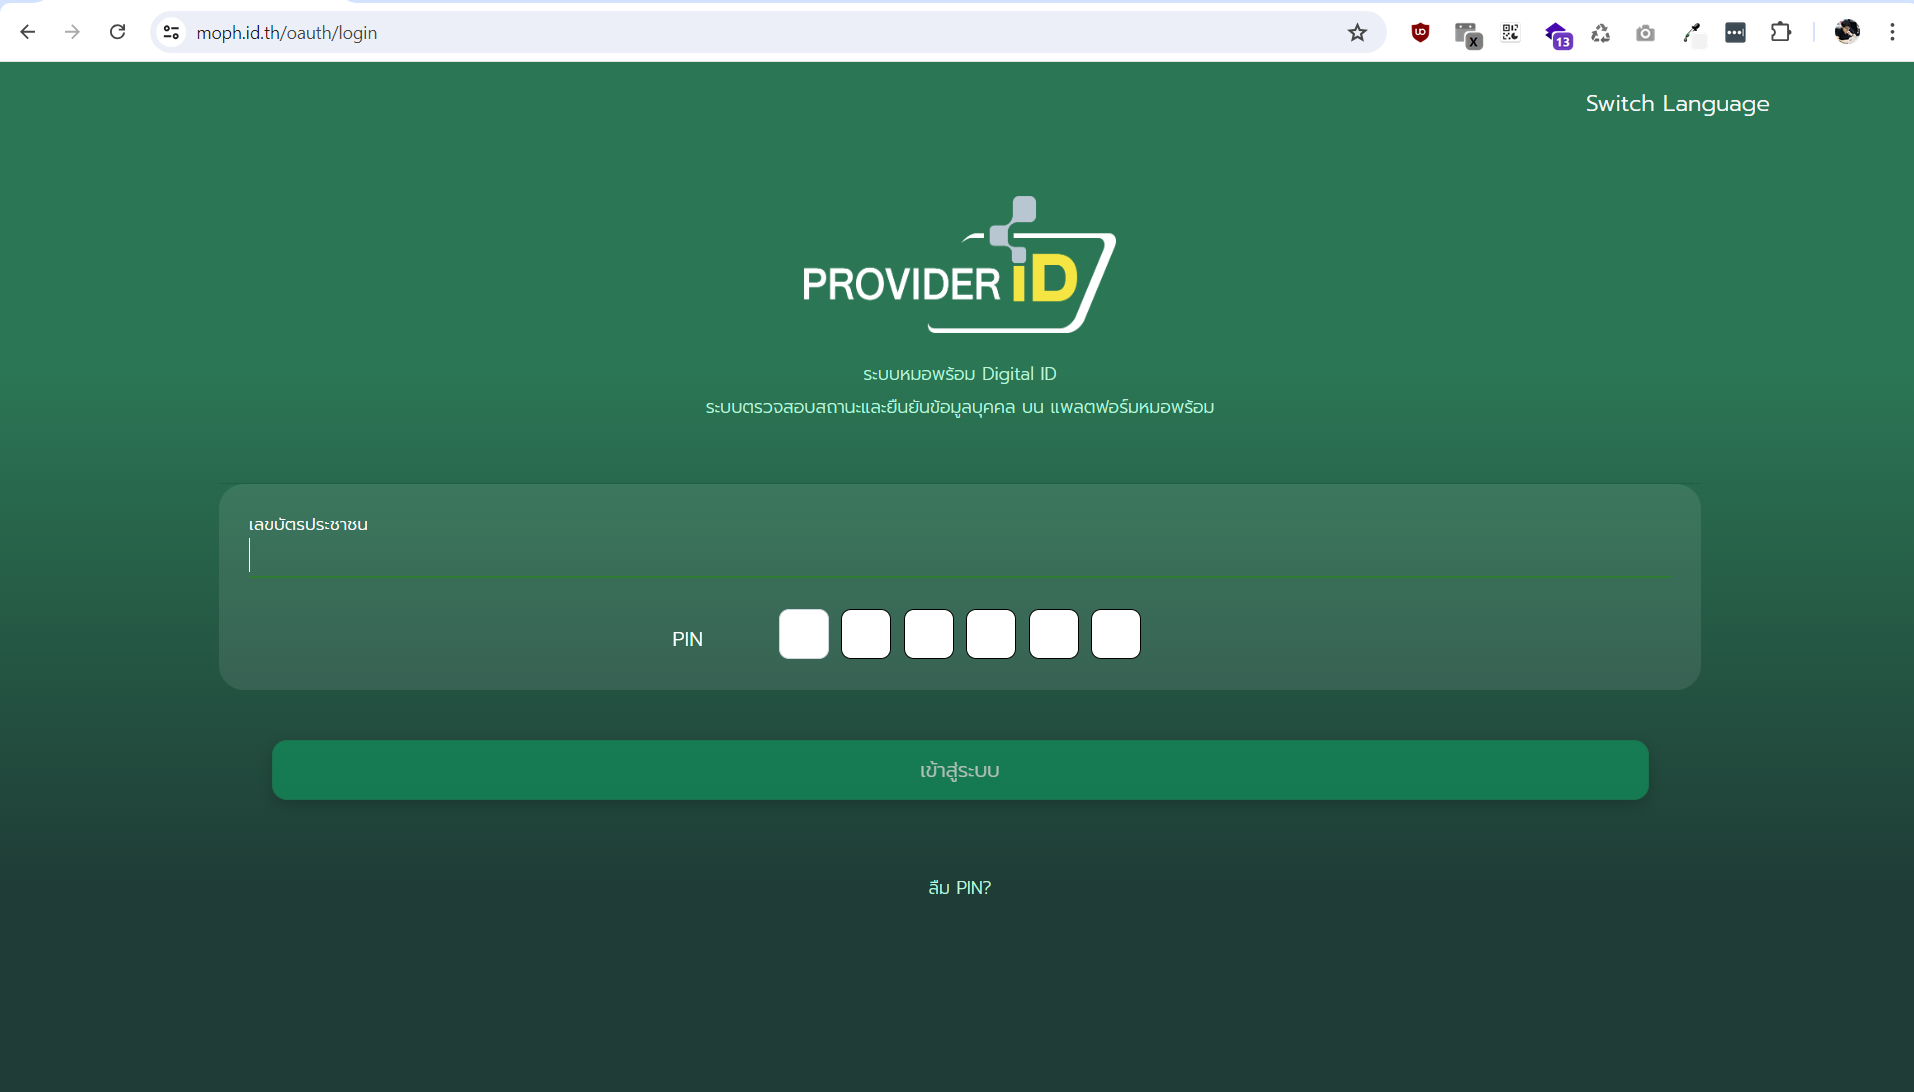 moph.id.th/oauth/login
13
Switch Language
PROVIDER iD
ระบบหมอพร้อม Digital ID
ระบบตรวจสอบสถานะและยืนยันข้อมูลบุคคล บน แพลตฟอร์มหมอพร้อม
เลขบัตรประชาชน
PIN
เข้าสู่ระบบ
ลืม PIN?